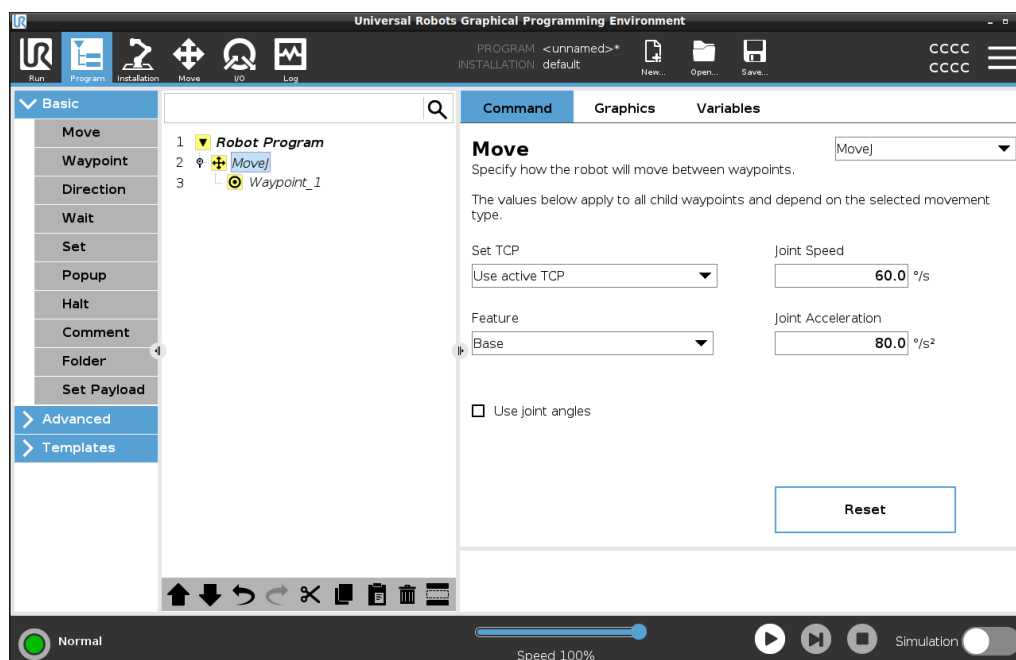 Universal Robots Graphical Programming Environment
UR
Run
Program
Installation
Move
I/O
Log
PROGRAM <unnamed>*
INSTALLATION default
New...
Open...
Save...
CCCC
CCCC
Basic
Move
Waypoint
Direction
Wait
Set
Popup
Halt
Comment
Folder
Set Payload
Advanced
Templates
1 Robot Program
2 MoveJ
3 Waypoint_1
Command Graphics Variables
Move MoveJ
Specify how the robot will move between waypoints.
The values below apply to all child waypoints and depend on the selected movement
type.
Set TCP Joint Speed
Use active TCP 60.0 °/s
Feature Joint Acceleration
Base 80.0 °/s²
Use joint angles
Reset
Normal
Speed 100%
Simulation